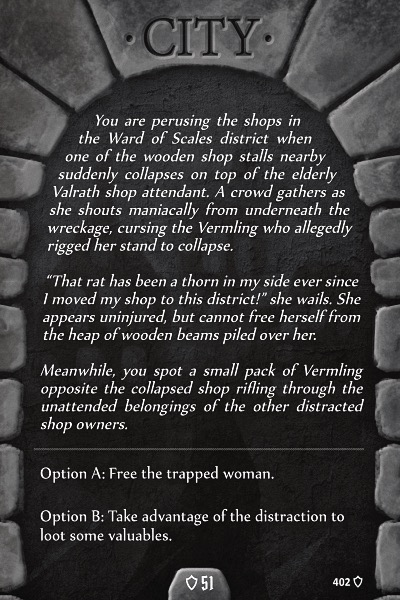 · CITY ·
You are perusing the shops in
the Ward of Scales district when
one of the wooden shop stalls nearby
suddenly collapses on top of the elderly
Valrath shop attendant. A crowd gathers as
she shouts maniacally from underneath the
wreckage, cursing the Vermling who allegedly
rigged her stand to collapse.
“That rat has been a thorn in my side ever since
I moved my shop to this district!” she wails. She
appears uninjured, but cannot free herself from
the heap of wooden beams piled over her.
Meanwhile, you spot a small pack of Vermling
opposite the collapsed shop rifling through the
unattended belongings of the other distracted
shop owners.
Option A: Free the trapped woman.
Option B: Take advantage of the distraction to
loot some valuables.
51
402